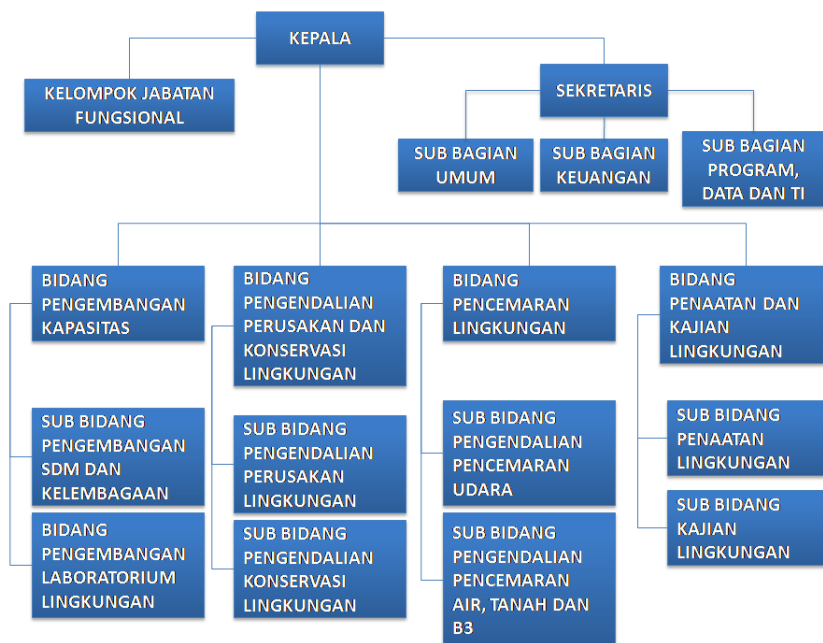 KEPALA
KELOMPOK JABATAN
FUNGSIONAL
SEKRETARIS
SUB BAGIAN
UMUM
SUB BAGIAN
KEUANGAN
SUB BAGIAN
PROGRAM,
DATA DAN TI
BIDANG
PENGEMBANGAN
KAPASITAS
BIDANG
PENGENDALIAN
PERUSAKAN DAN
KONSERVASI
LINGKUNGAN
BIDANG
PENCEMARAN
LINGKUNGAN
BIDANG
PENAATAN DAN
KAJIAN
LINGKUNGAN
SUB BIDANG
PENGEMBANGAN
SDM DAN
KELEMBAGAAN
SUB BIDANG
PENGENDALIAN
PERUSAKAN
LINGKUNGAN
SUB BIDANG
PENGENDALIAN
PENCEMARAN
UDARA
SUB BIDANG
PENAATAN
LINGKUNGAN
BIDANG
PENGEMBANGAN
LABORATORIUM
LINGKUNGAN
SUB BIDANG
PENGENDALIAN
KONSERVASI
LINGKUNGAN
SUB BIDANG
PENGENDALIAN
PENCEMARAN
AIR, TANAH DAN
B3
SUB BIDANG
KAJIAN
LINGKUNGAN